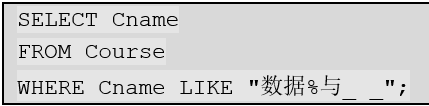 SELECT Cname
FROM Course
WHERE Cname LIKE "数据%与_ _";